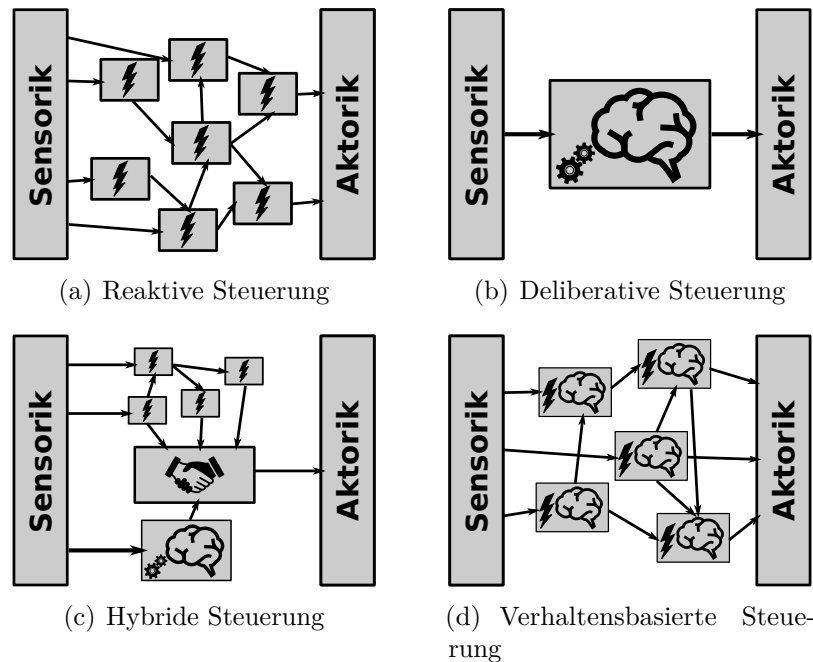 Sensorik
Aktorik
Sensorik
Aktorik
(a) Reaktive Steuerung
(b) Deliberative Steuerung
Sensorik
Aktorik
Sensorik
Aktorik
(c) Hybride Steuerung
(d) Verhaltensbasierte Steue-
rung